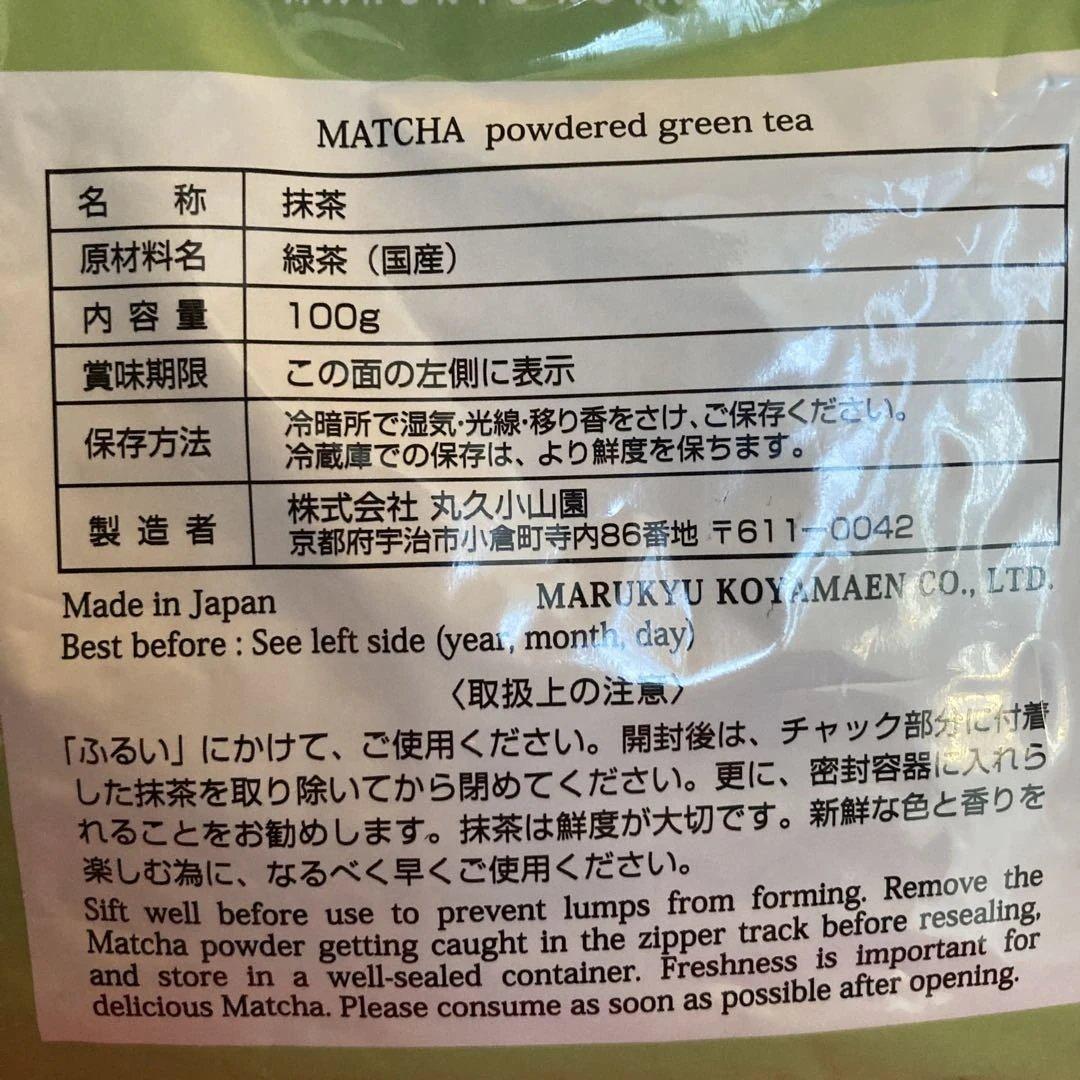 MATCHA powdered green tea
名 称 抹茶
原材料名 緑茶（国産）
内容量 100g
賞味期限 この面の左側に表示
保存方法 冷暗所で湿気・光線・移り香をさけ、ご保存ください。
冷蔵庫での保存は、より鮮度を保ちます。
製造者 株式会社 丸久小山園
京都府宇治市小倉町寺内86番地 〒611-0042
Made in Japan MARUKYU KOYAMAEN CO., LTD.
Best before : See left side (year, month, day)
〈取扱上の注意〉
「ふるい」にかけて、ご使用ください。開封後は、チャック部分に付着
した抹茶を取り除いてから閉めてください。更に、密封容器に入れら
れることをお勧めします。抹茶は鮮度が大切です。新鮮な色と香りを
楽しむ為に、なるべく早くご使用ください。
Sift well before use to prevent lumps from forming. Remove the
Matcha powder getting caught in the zipper track before resealing,
and store in a well-sealed container. Freshness is important for
delicious Matcha. Please consume as soon as possible after opening.